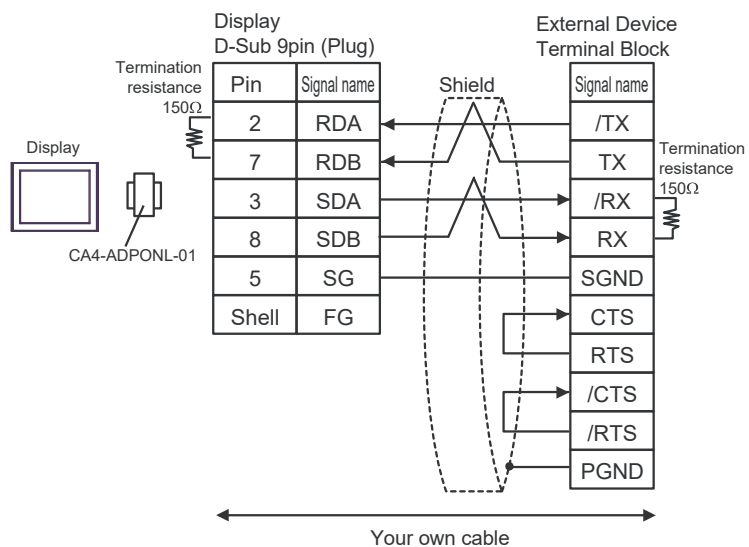 Display
D-Sub 9pin (Plug)
External Device
Terminal Block
Termination
resistance
150Ω
Pin
Signal name
Shield
Signal name
2
RDA
/TX
7
RDB
TX
Termination
resistance
150Ω
Display
3
SDA
/RX
8
SDB
RX
CA4-ADPONL-01
5
SG
SGND
Shell
FG
CTS
RTS
/CTS
/RTS
PGND
Your own cable